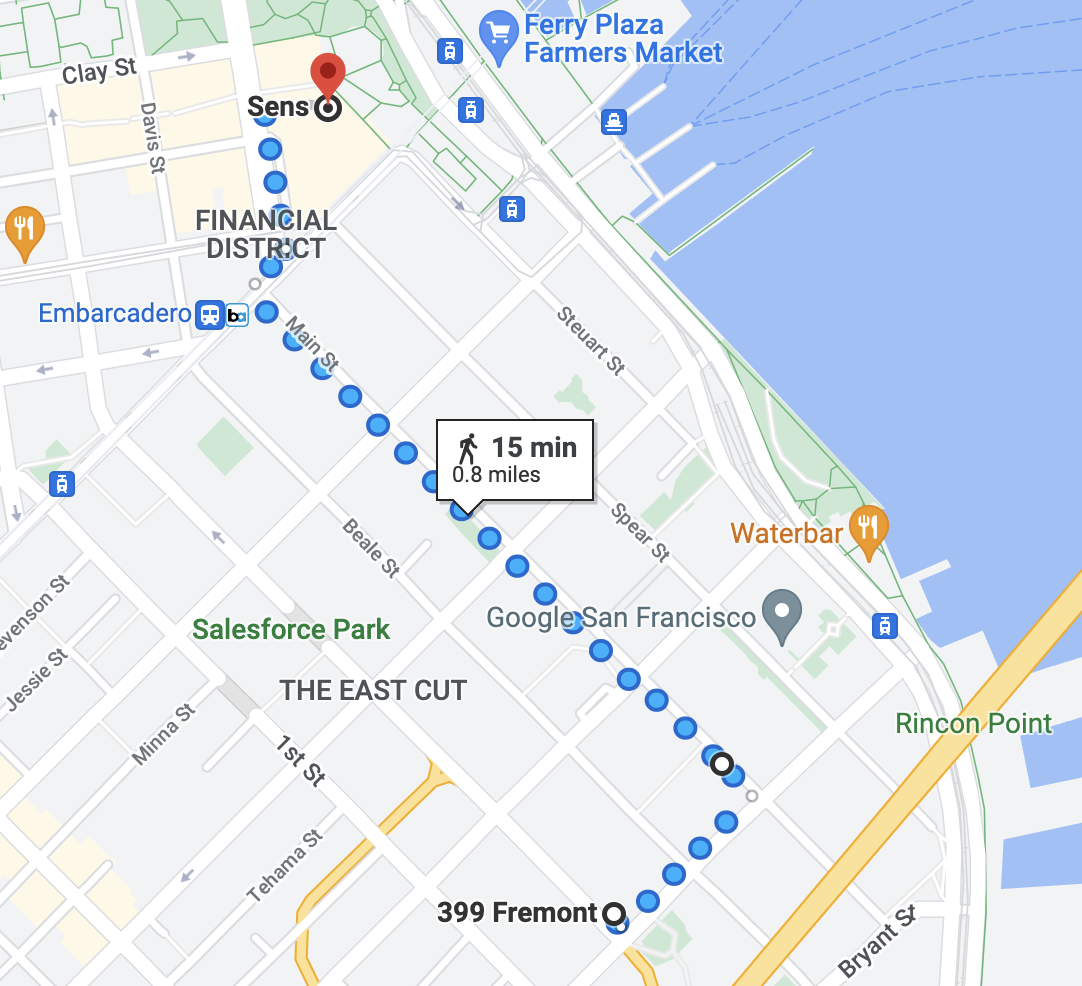 Ferry Plaza
Farmers Market
Clay St
Davis St
Sens
FINANCIAL
DISTRICT
Embarcadero
ba
Main St
Steuart St
15 min
0.8 miles
Spear St
Waterbar
Beale St
evenson St
Google San Francisco
Salesforce Park
Jessie St
THE EAST CUT
Minna St
Rincon Point
1st St
Tehama St
399 Fremont
Bryant St